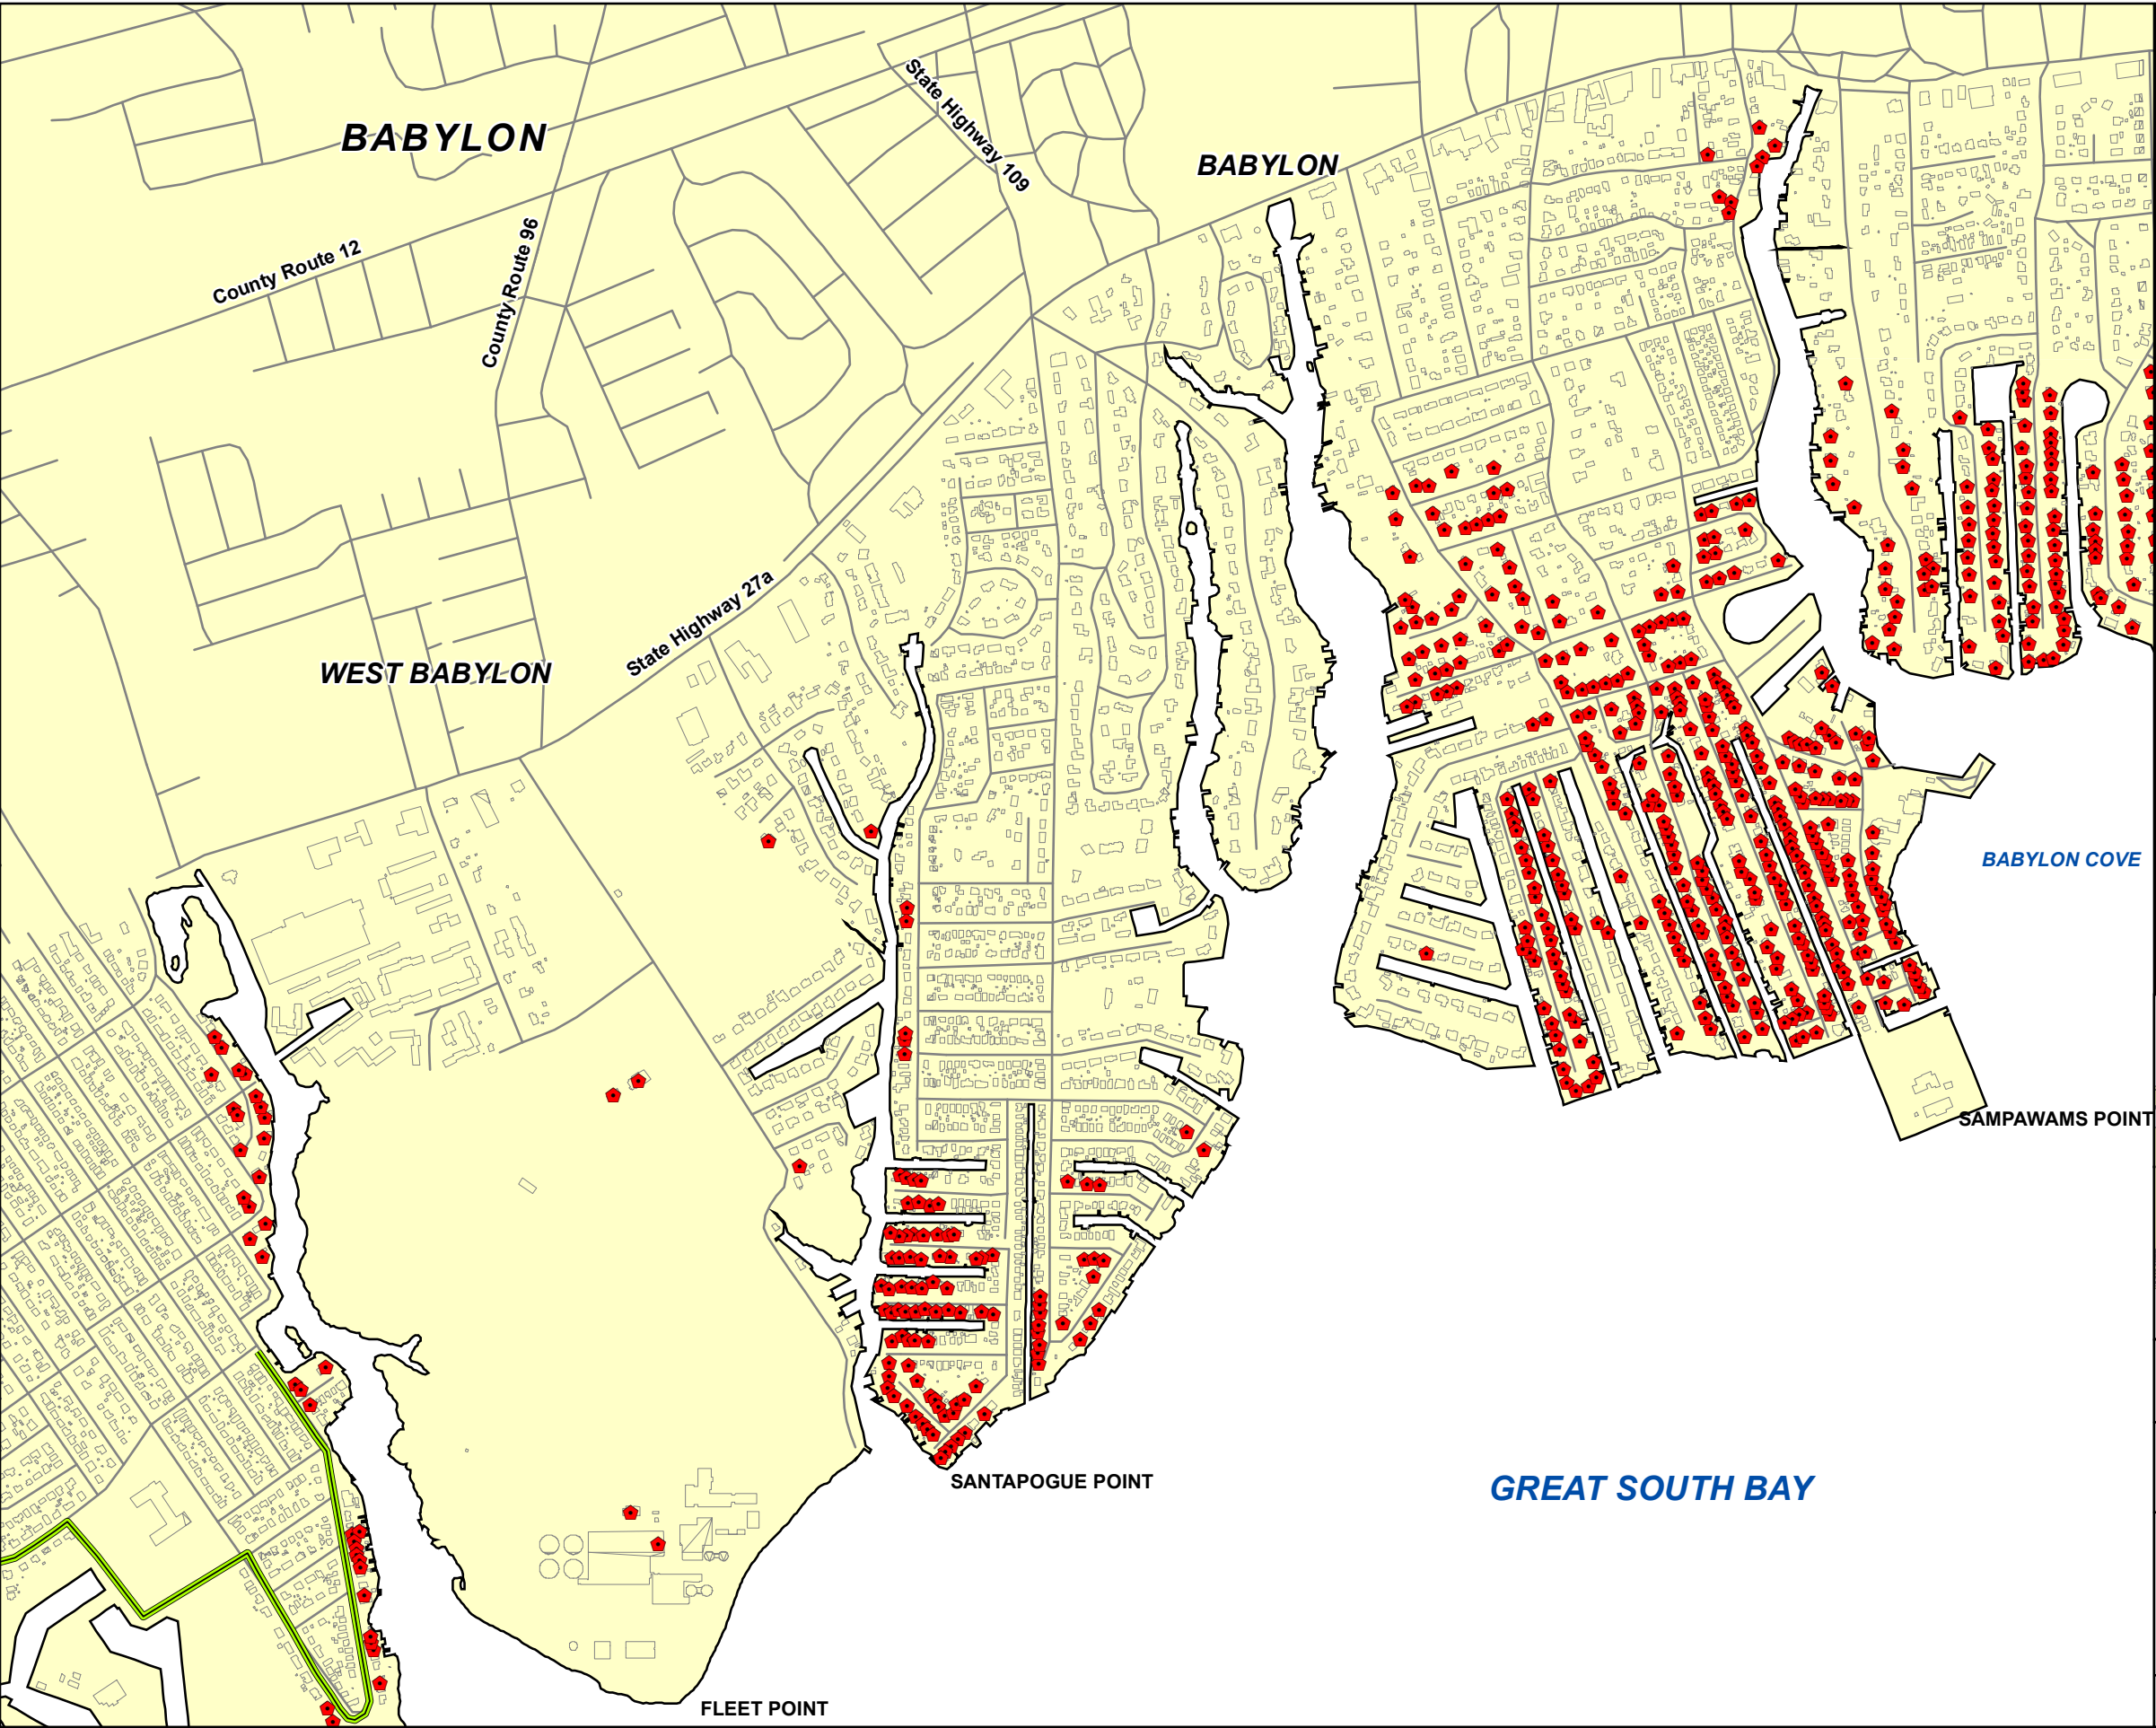 State Highway 109
BABYLON
BABYLON
County Route 12
County Route 96
State Highway 27a
WEST BABYLON
BABYLON COVE
SAMPAWAMS POINT
SANTAPOGUE POINT
GREAT SOUTH BAY
FLEET POINT